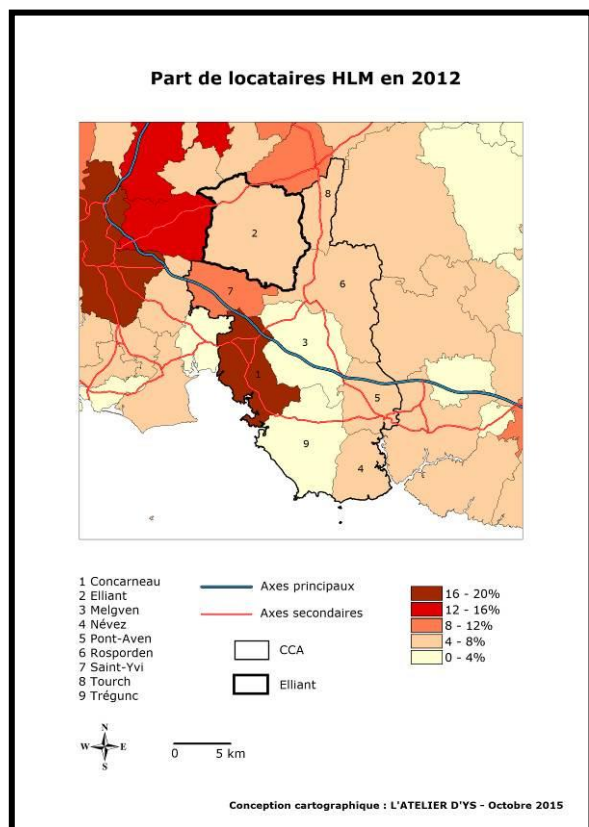 Part de locataires HLM en 2012
8
2
6
7
3
1
5
9
4
1 Concarneau
2 Elliant
3 Melgven
4 Névez
5 Pont-Aven
6 Rosporden
7 Saint-Yvi
8 Tourch
9 Trégunc
Axes principaux
Axes secondaires
CCA
Elliant
16 - 20%
12 - 16%
8 - 12%
4 - 8%
0 - 4%
N
W E
S
0 5 km
Conception cartographique : L'ATELIER D'YS - Octobre 2015